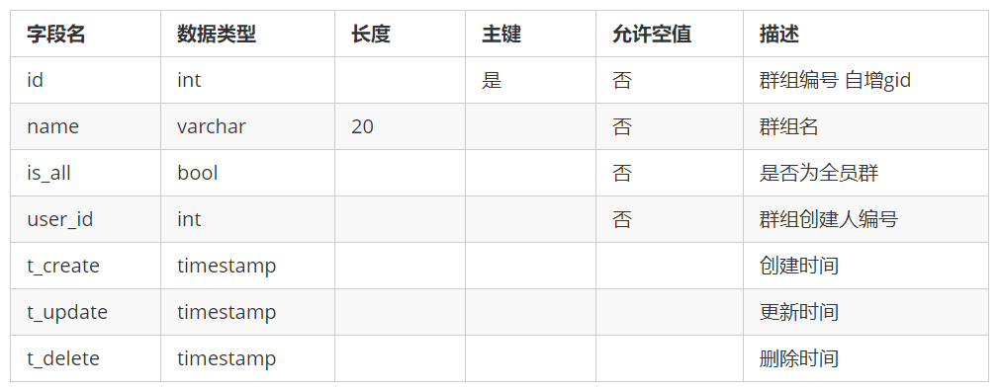 字段名 数据类型 长度 主键 允许空值 描述
id int 是 否 群组编号 自增gid
name varchar 20 否 群组名
is_all bool 否 是否为全员群
user_id int 否 群组创建人编号
t_create timestamp 创建时间
t_update timestamp 更新时间
t_delete timestamp 删除时间